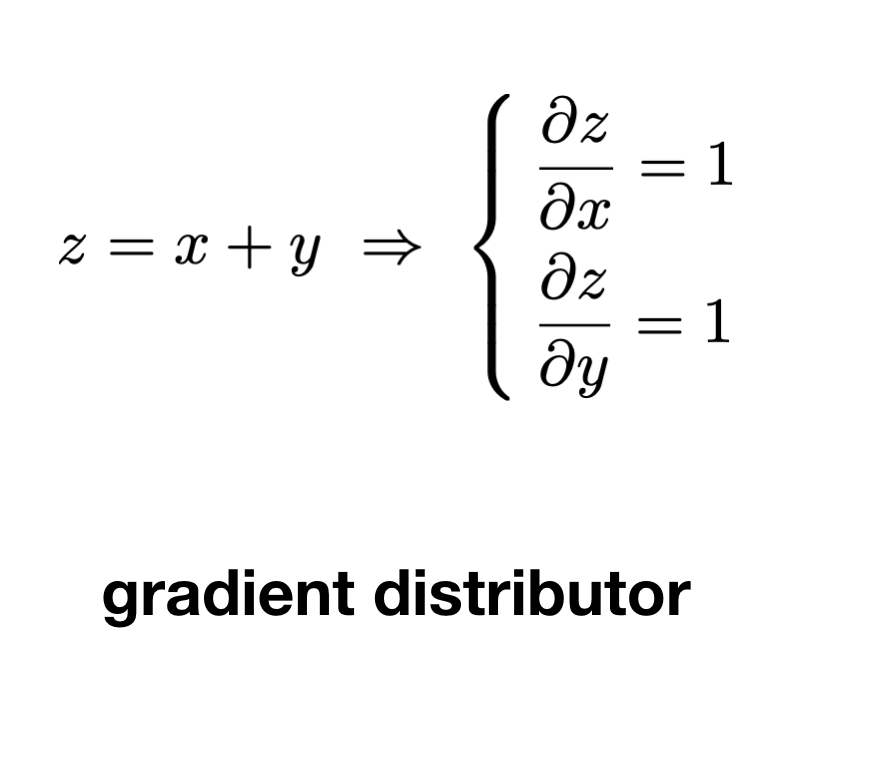 z = x + y ⇒ { ∂z/∂x = 1
∂z/∂y = 1
gradient distributor